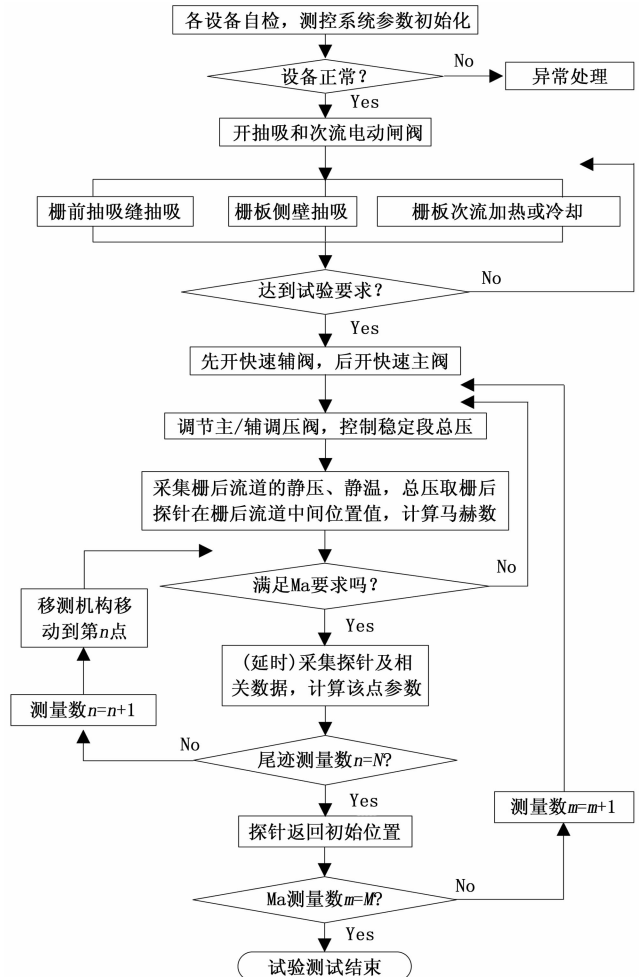 各设备自检，测控系统参数初始化
设备正常？
No
异常处理
Yes
开抽吸和次流电动闸阀
栅前抽吸缝抽吸
栅板侧壁抽吸
栅板次流加热或冷却
达到试验要求？
No
Yes
先开快速辅阀，后开快速主阀
调节主/辅调压阀，控制稳定段总压
采集栅后流道的静压、静温，总压取栅后
探针在栅后流道中间位置值，计算马赫数
满足Ma要求吗？
No
移测机构移
动到第n点
Yes
(延时)采集探针及相
关数据，计算该点参数
测量数n=n+1
No
尾迹测量数n=N?
Yes
测量数m=m+1
探针返回初始位置
Ma测量数m=M?
No
Yes
试验测试结束